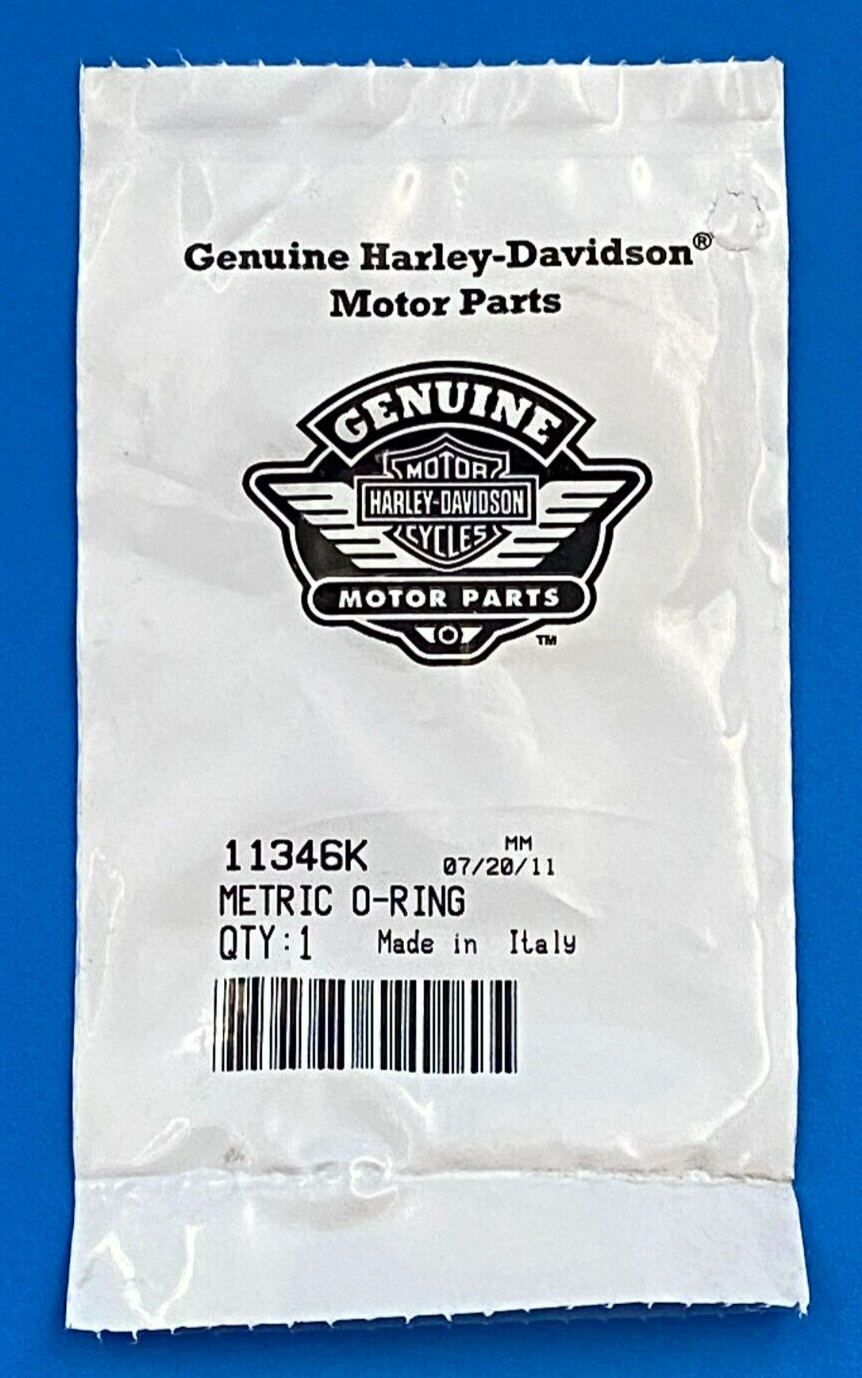 Genuine Harley-Davidson®
Motor Parts
GENUINE
MOTOR
HARLEY-DAVIDSON
CYCLES
MOTOR PARTS
TM
11346K
MM
07/20/11
METRIC O-RING
QTY:1 Made in Italy